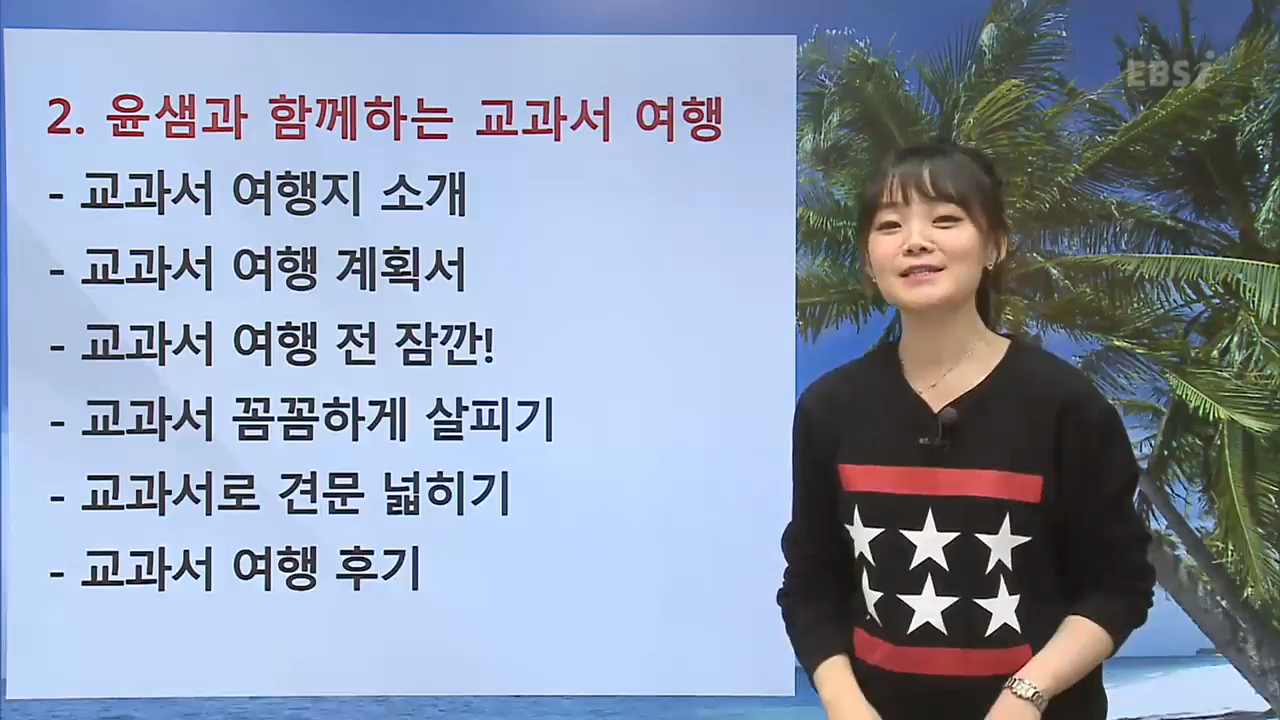 EBSi
2. 윤샘과 함께하는 교과서 여행
- 교과서 여행지 소개
- 교과서 여행 계획서
- 교과서 여행 전 잠깐!
- 교과서 꼼꼼하게 살피기
- 교과서로 견문 넓히기
- 교과서 여행 후기